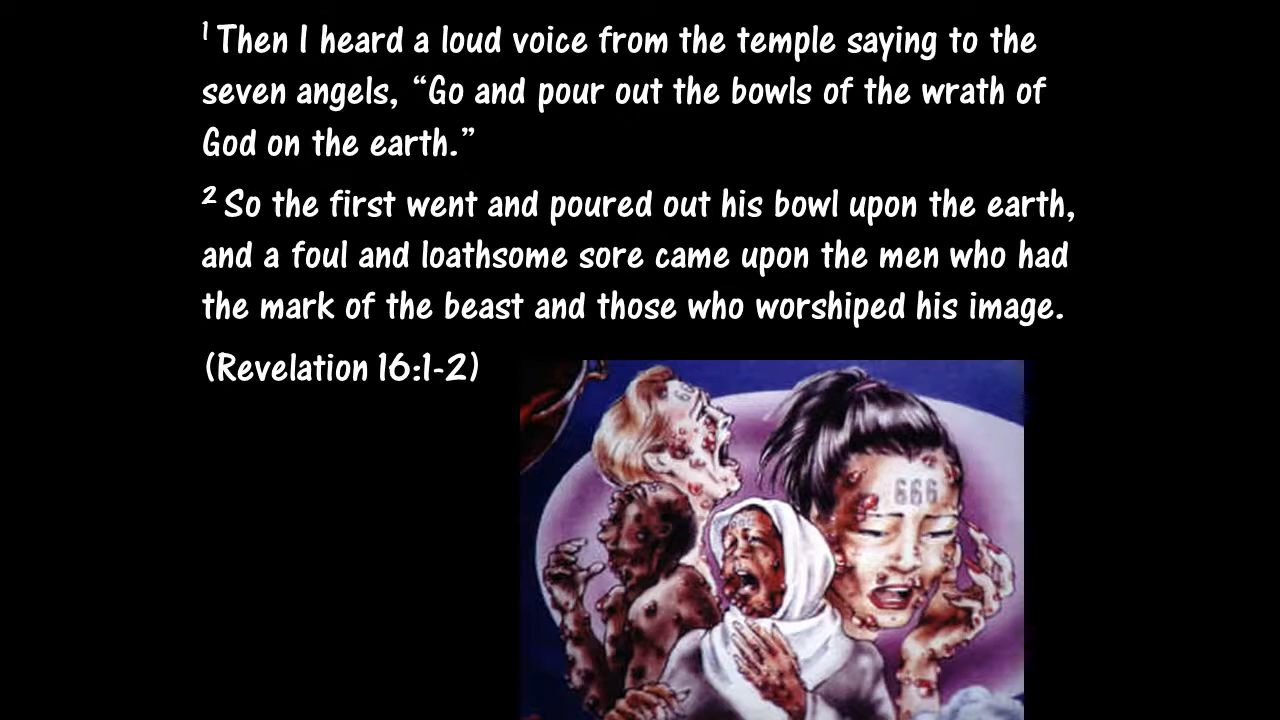 1 Then I heard a loud voice from the temple saying to the
seven angels, “Go and pour out the bowls of the wrath of
God on the earth.”
2 So the first went and poured out his bowl upon the earth,
and a foul and loathsome sore came upon the men who had
the mark of the beast and those who worshiped his image.
(Revelation 16:1-2)
666